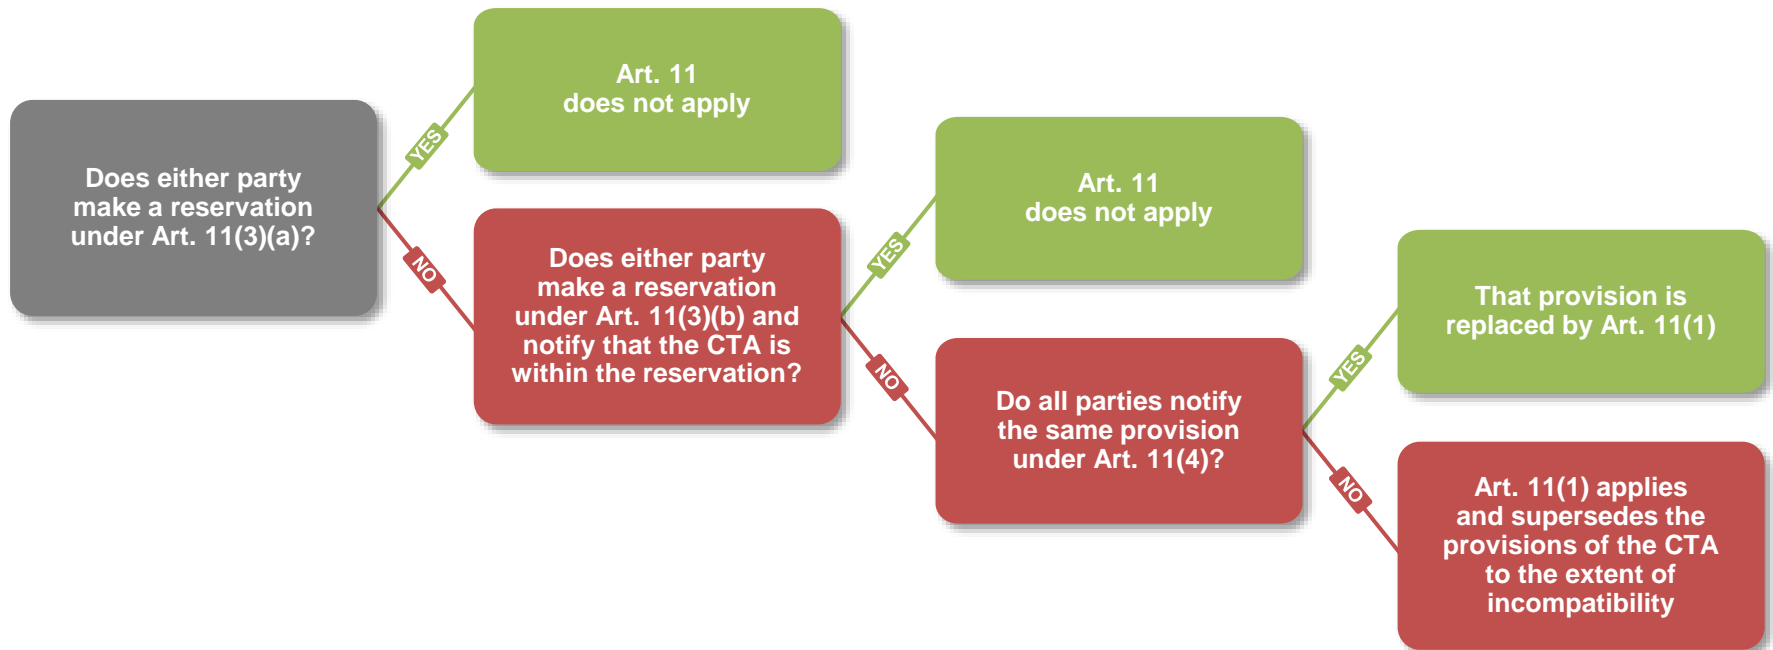 Does either party
make a reservation
under Art. 11(3)(a)?
YES
Art. 11
does not apply
NO
Does either party
make a reservation
under Art. 11(3)(b) and
notify that the CTA is
within the reservation?
YES
Art. 11
does not apply
NO
Do all parties notify
the same provision
under Art. 11(4)?
YES
That provision is
replaced by Art. 11(1)
NO
Art. 11(1) applies
and supersedes the
provisions of the CTA
to the extent of
incompatibility